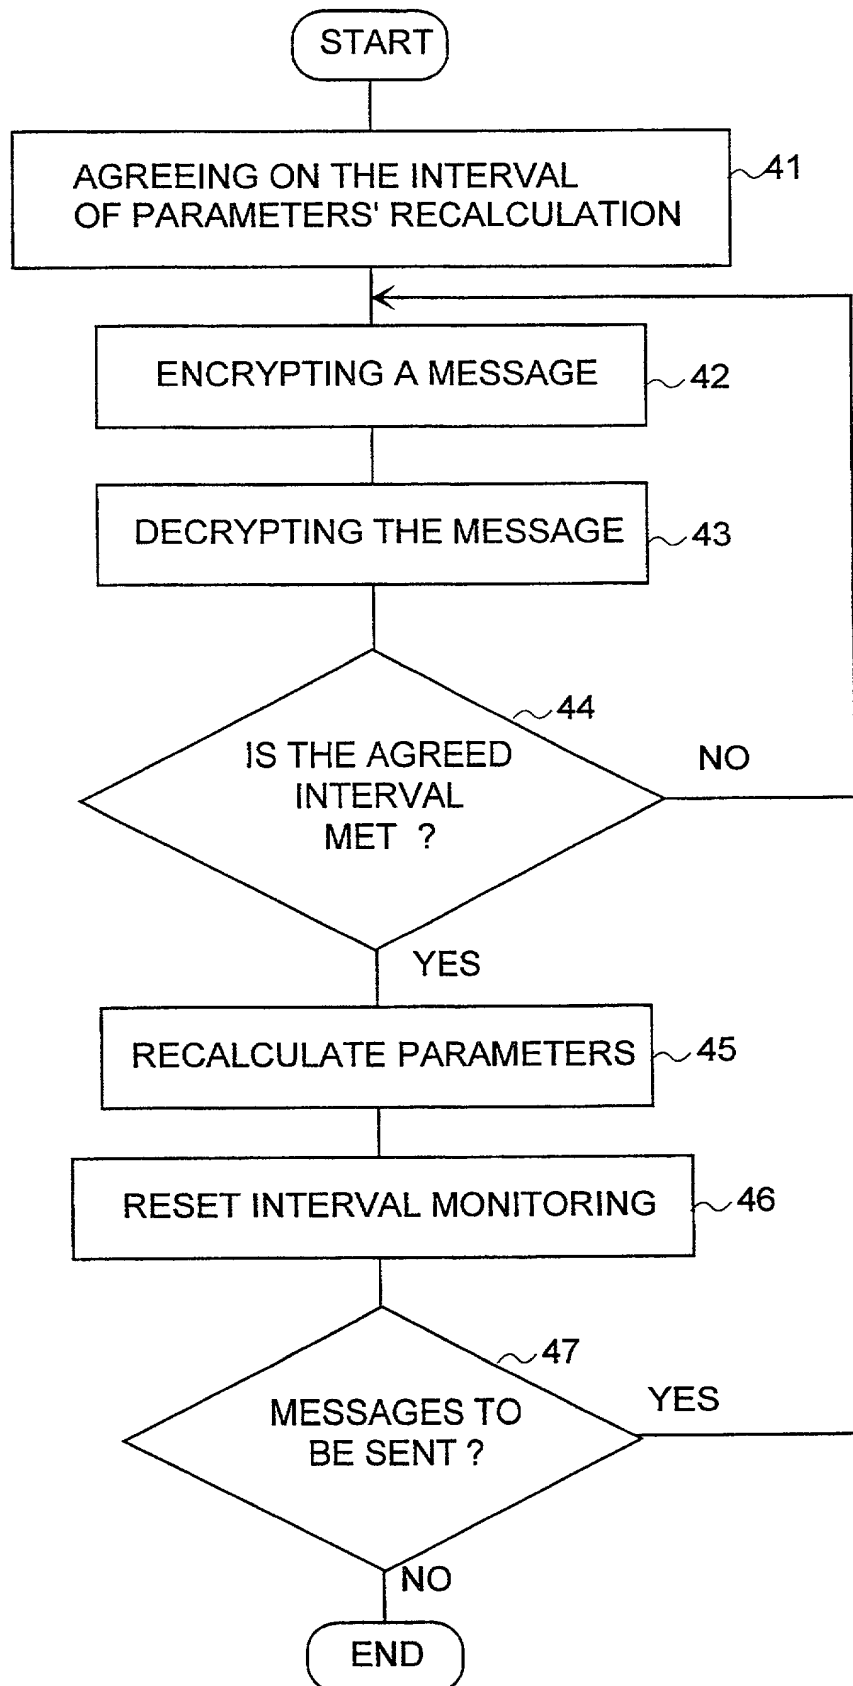 START
AGREEING ON THE INTERVAL
OF PARAMETERS' RECALCULATION
41
ENCRYPTING A MESSAGE
42
DECRYPTING THE MESSAGE
43
44
IS THE AGREED
INTERVAL
MET ?
NO
YES
RECALCULATE PARAMETERS
45
RESET INTERVAL MONITORING
46
47
MESSAGES TO
BE SENT ?
YES
NO
END